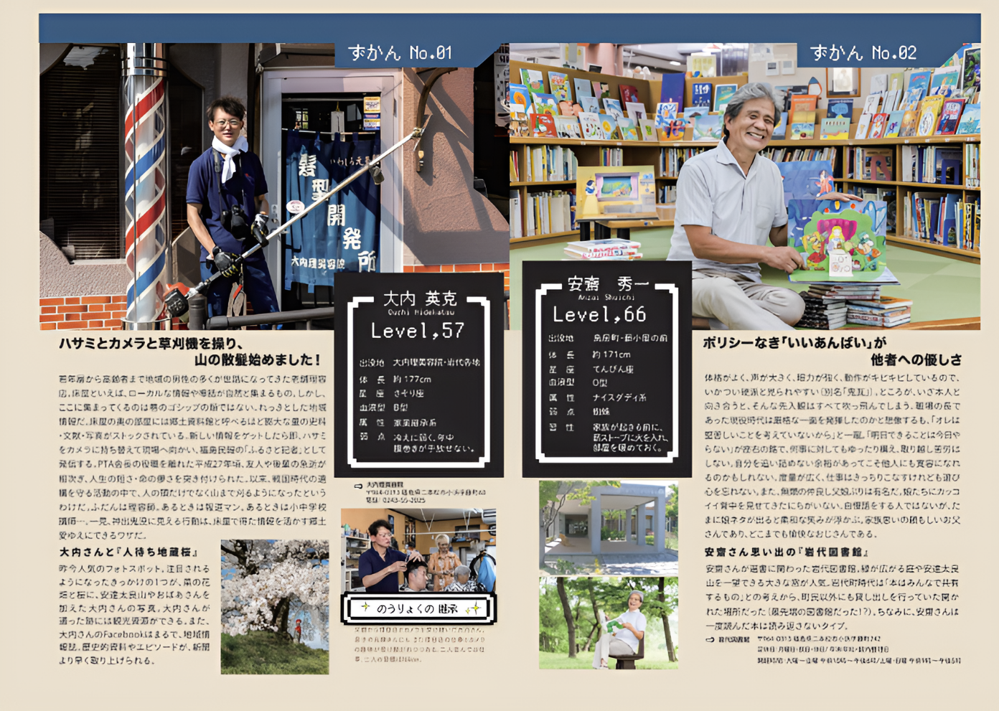 ずかん No.01
髪型開発所
大内理美容院
大内 英克
Ouchi Hidekatsu
Level,57
出没地 大内理美容院・岩代各地
体 長 約177cm
星 座 さそり座
血液型 B型
属 性 家業継承系
弱 点 冷えに弱く、年中
腹巻きが手放せない。
ハサミとカメラと草刈機を操り、
山の散髪始めました！
若年層から高齢者まで地域の男性の多くが世話になってきた老舗理容
店。床屋といえば、ローカルな情報や噂話が自然と集まるもの。しかし、
ここに集まってくるのは噂のゴシップの類ではない。れっきとした地域
情報だ。床屋の奥の部屋には郷土資料館と呼べるほど膨大な量の史料
・文献・写真がストックされている。新しい情報をゲットしたら即、ハサミ
をカメラに持ち替えて現場へ向かい、福島民報の「ふるさと記者」として
発信する。PTA会長の役職を離れた平成27年頃、友人や後輩の急逝が
相次ぎ、人生の短さ・命の儚さを突き付けられた。以来、戦国時代の遺
構を守る活動の中で、人の頭だけでなく山まで刈るようになったという
わけだ。ふだんは理容師。あるときは報道マン。あるときは小中学校
講師…。一見、神出鬼没に見える行動は、床屋で得た情報を活かす郷土
愛ゆえにできるワザだ。
大内さんと『人待ち地蔵桜』
昨今人気のフォトスポット。注目される
ようになったきっかけの1つが、菜の花
畑と桜に、安達太良山やおばあさんを
加えた大内さんの写真。大内さんが
通った跡には観光資源ができる。また、
大内さんのFacebookはまるで、地域情
報誌。歴史的資料やエピソードが、新聞
より早く取り上げられる。
大内理美容院
のうりょくの 継承
ずかん No.02
安齋 秀一
Anzai Shuichi
Level,66
体 長 約171cm
星 座 てんびん座
血液型 O型
属 性 ナイスダディ系
弱 点 蜘蛛
習 性 家族が起きる前に、
薪ストーブに火を入れ、
部屋を暖めておく。
ポリシーなき「いいあんばい」が
他者への優しさ
体格がよく、声が大きく、眼力が強く、動作がキビキビしているので、
いかつい硬派と見られやすい（別名「鬼瓦」）。ところが、いざ本人と
向き合うと、そんな先入観はすべて吹っ飛んでしまう。職場の長で
あった現役時代は厳格な一面を発揮したのかと想像するも、「オレは
堅苦しいことを考えていないから」と一蹴。「明日できることは今日や
らない」が座右の銘で、何事に対してもゆったり構え、取り越し苦労は
しない。自分を追い詰めない余裕があってこそ他人にも寛容になれ
るのかもしれない。度量が広く、仕事はきっちりこなすけれども遊び
心を忘れない。また、無類の仲良し父娘ぶりは有名だ。娘たちにカッコ
イイ背中を見せてきたにちがいない。自慢話をする人ではないが、た
まに娘ネタが出ると柔和な笑みが浮かぶ。家族思いの頼もしいお父
さんであり、どこまでも愉快なおじさんである。
安齋さん思い出の『岩代図書館』
安齋さんが選書に関わった岩代図書館。緑が広がる庭や安達太良
山を一望できる大きな窓が人気。岩代町時代は「本はみんなで共有
するもの」との考えから、町民以外にも貸し出しを行っていた開か
れた場所だった（最先端の図書館だった！？）。ちなみに、安齋さんは
一度読んだ本は読み返さないタイプ。
岩代図書館